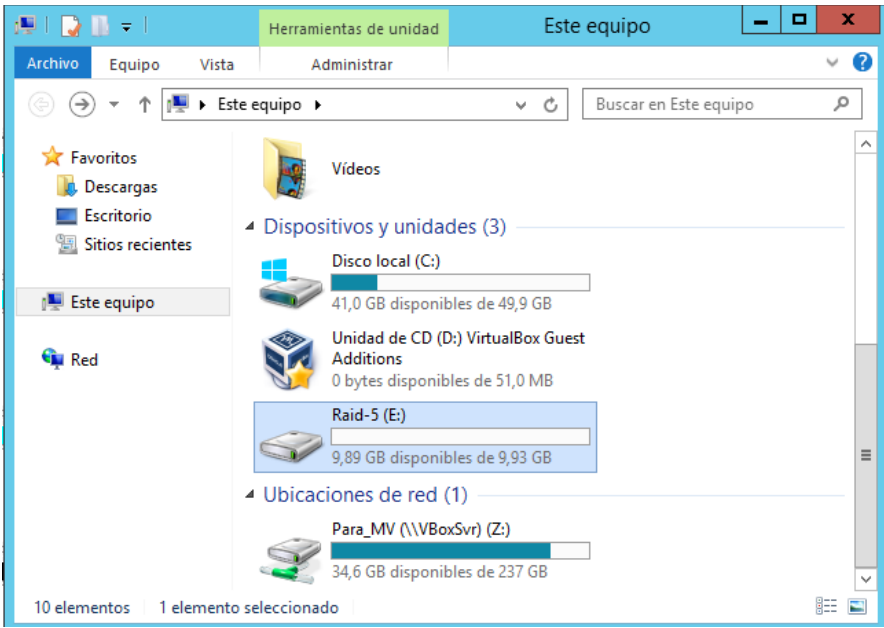 Herramientas de unidad
Este equipo
Archivo
Equipo
Vista
Administrar
Este equipo
Buscar en Este equipo
Favoritos
Descargas
Escritorio
Sitios recientes
Este equipo
Red
Vídeos
Dispositivos y unidades (3)
Disco local (C:)
41,0 GB disponibles de 49,9 GB
Unidad de CD (D:) VirtualBox Guest
Additions
0 bytes disponibles de 51,0 MB
Raid-5 (E:)
9,89 GB disponibles de 9,93 GB
Ubicaciones de red (1)
Para_MV (\\VBoxSvr) (Z:)
34,6 GB disponibles de 237 GB
10 elementos
1 elemento seleccionado